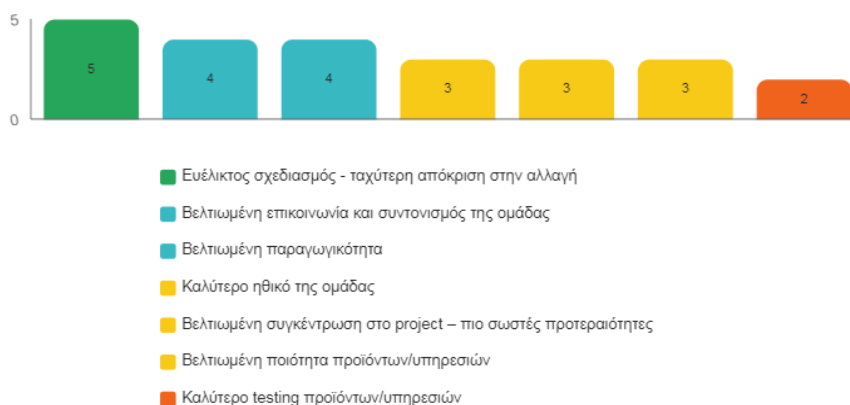 5
0
5
4
4
3
3
3
2
Ευέλικτος σχεδιασμός - ταχύτερη απόκριση στην αλλαγή
Βελτιωμένη επικοινωνία και συντονισμός της ομάδας
Βελτιωμένη παραγωγικότητα
Καλύτερο ηθικό της ομάδας
Βελτιωμένη συγκέντρωση στο project – πιο σωστές προτεραιότητες
Βελτιωμένη ποιότητα προϊόντων/υπηρεσιών
Καλύτερο testing προϊόντων/υπηρεσιών